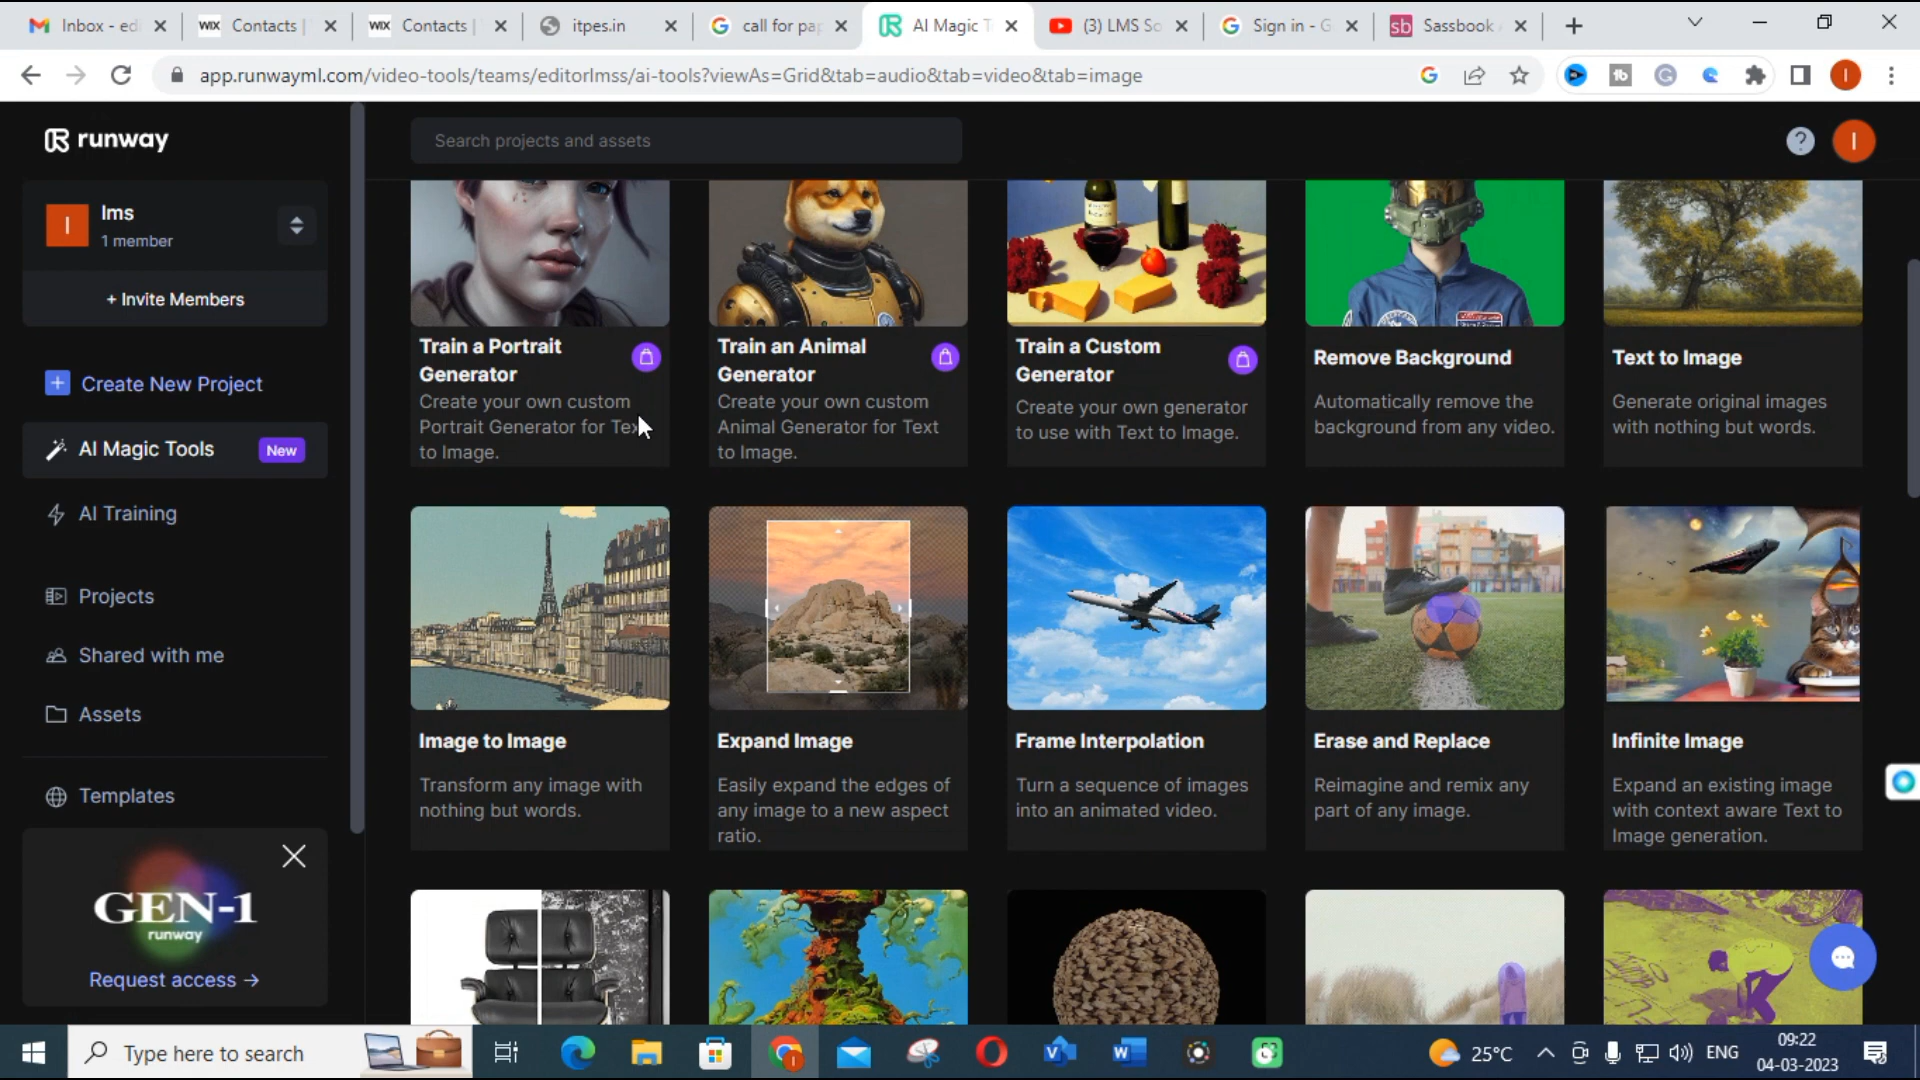 Inbox - edi
Contacts |
Contacts |
itpes.in
call for pap
AI Magic T
(3) LMS So
Sign in - G
Sassbook
app.runwayml.com/video-tools/teams/editorlmss/ai-tools?viewAs=Grid&tab=audio&tab=video&tab=image
runway
Search projects and assets
I
lms
1 member
+ Invite Members
Create New Project
AI Magic Tools New
AI Training
Projects
Shared with me
Assets
Templates
GEN-1
runway
Request access →
Train a Portrait
Generator
Create your own custom
Portrait Generator for Text
to Image.
Train an Animal
Generator
Create your own custom
Animal Generator for Text
to Image.
Train a Custom
Generator
Create your own generator
to use with Text to Image.
Remove Background
Automatically remove the
background from any video.
Text to Image
Generate original images
with nothing but words.
Image to Image
Transform any image with
nothing but words.
Expand Image
Easily expand the edges of
any image to a new aspect
ratio.
Frame Interpolation
Turn a sequence of images
into an animated video.
Erase and Replace
Reimagine and remix any
part of any image.
Infinite Image
Expand an existing image
with context aware Text to
Image generation.
Type here to search
25°C
ENG
09:22
04-03-2023